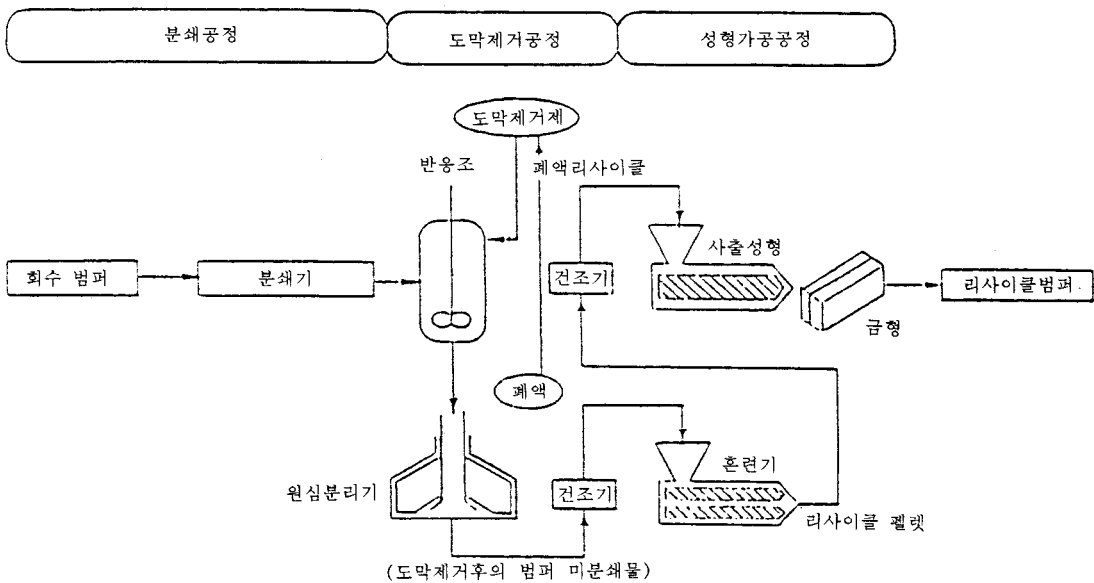 분쇄공정
도막제거공정
성형가공공정
도막제거제
반응조
폐액리사이클
사출성형
회수 범퍼
분쇄기
건조기
리사이클범퍼.
금형
폐액
혼련기
원심분리기
건조기
리사이클 펠렛
(도막제거후의 범퍼 미분쇄물)